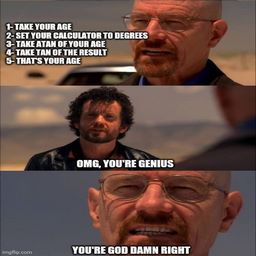 1- TAKE YOUR AGE
2- SET YOUR CALCULATOR TO DEGREES
3- TAKE ATAN OF YOUR AGE
4- TAKE TAN OF THE RESULT
5- THAT'S YOUR AGE
OMG, YOU'RE GENIUS
YOU'RE GOD DAMN RIGHT
imgflip.com